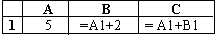 A B C
1 5 =A1+2 = A1+B1